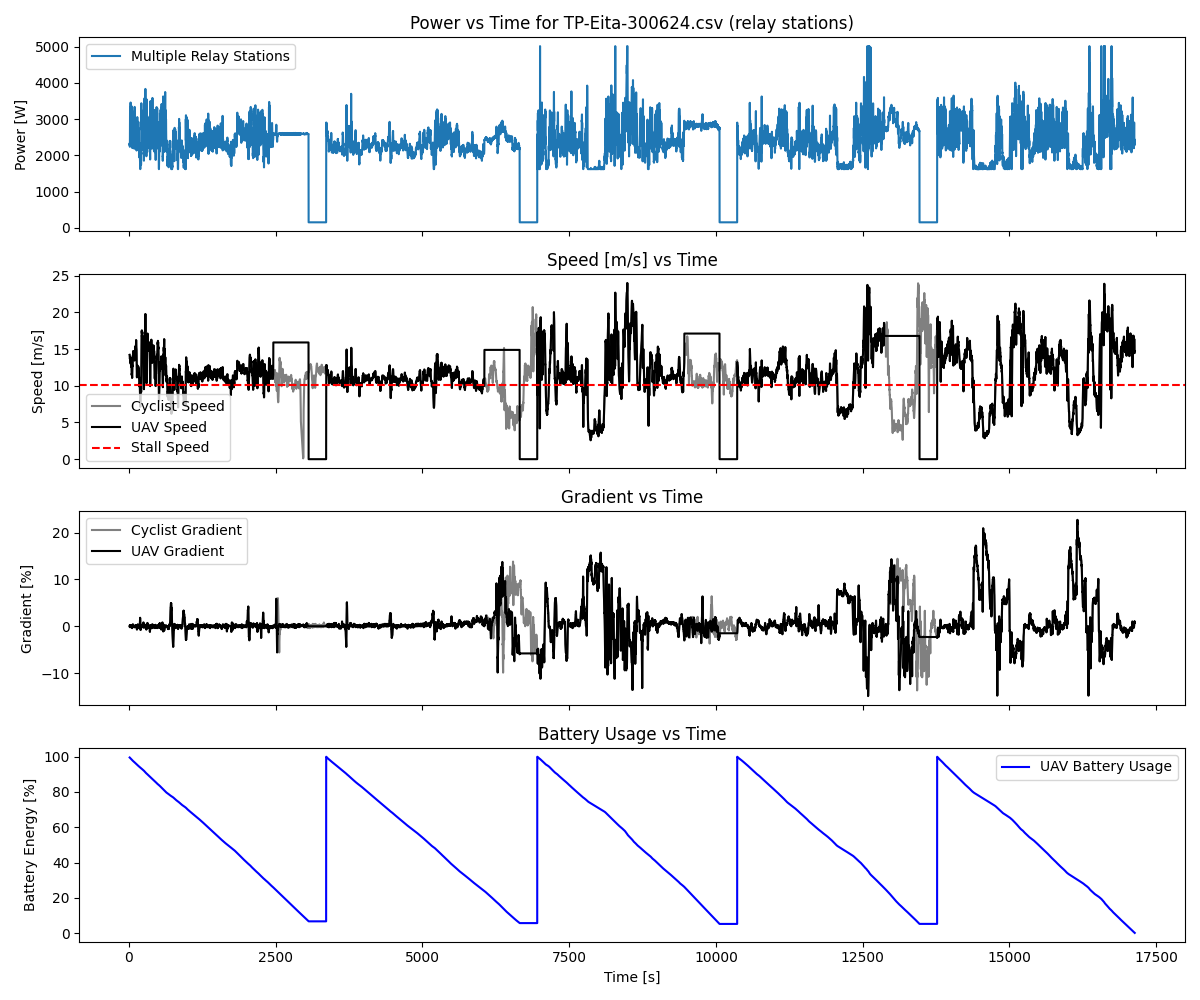 Power vs Time for TP-Eita-300624.csv (relay stations)
Multiple Relay Stations
Power [W]
5000
4000
3000
2000
1000
0
Speed [m/s] vs Time
Speed [m/s]
25
20
15
10
5
0
Cyclist Speed
UAV Speed
Stall Speed
Gradient vs Time
Cyclist Gradient
UAV Gradient
Gradient [%]
20
10
0
−10
Battery Usage vs Time
UAV Battery Usage
Battery Energy [%]
100
80
60
40
20
0
0 2500 5000 7500 10000 12500 15000 17500
Time [s]